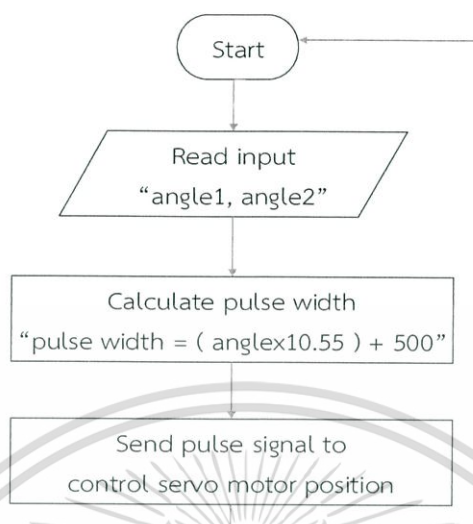 Start
Read input
“angle1, angle2”
Calculate pulse width
“pulse width = ( anglex10.55 ) + 500”
Send pulse signal to
control servo motor position